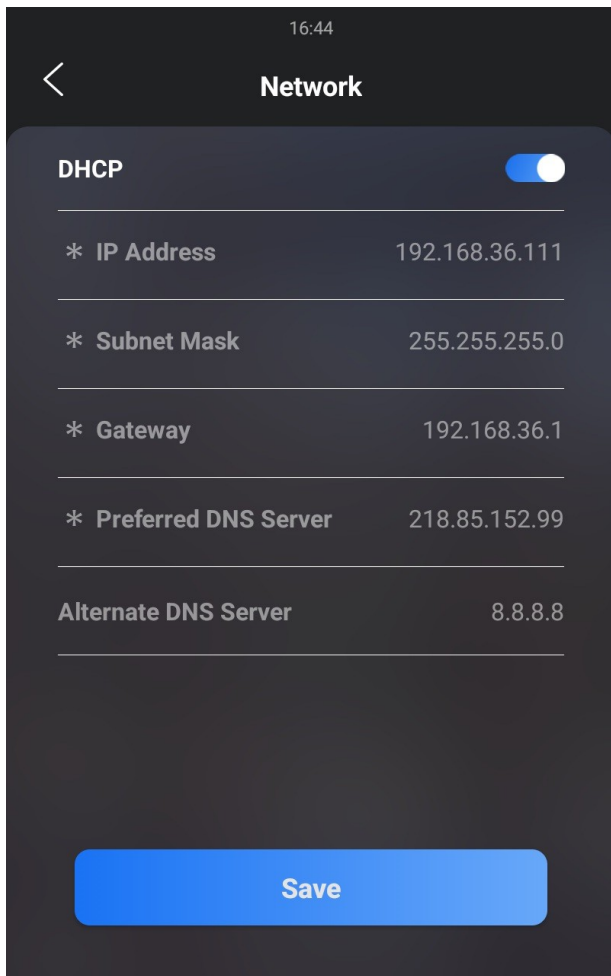 16:44
Network
DHCP
* IP Address 192.168.36.111
* Subnet Mask 255.255.255.0
* Gateway 192.168.36.1
* Preferred DNS Server 218.85.152.99
Alternate DNS Server 8.8.8.8
Save